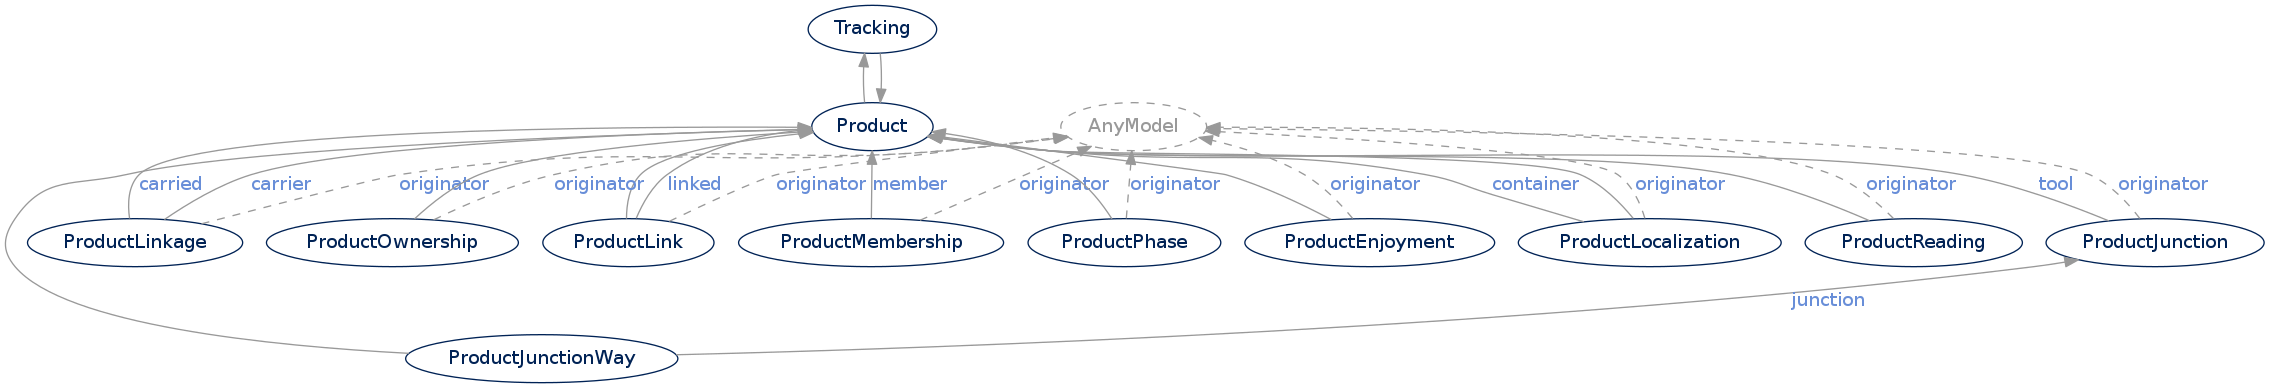 Tracking
Product
AnyModel
carried
carrier
originator
originator
linked
originator
member
originator
originator
originator
container
originator
originator
tool
originator
ProductLinkage
ProductOwnership
ProductLink
ProductMembership
ProductPhase
ProductEnjoyment
ProductLocalization
ProductReading
ProductJunction
junction
ProductJunctionWay